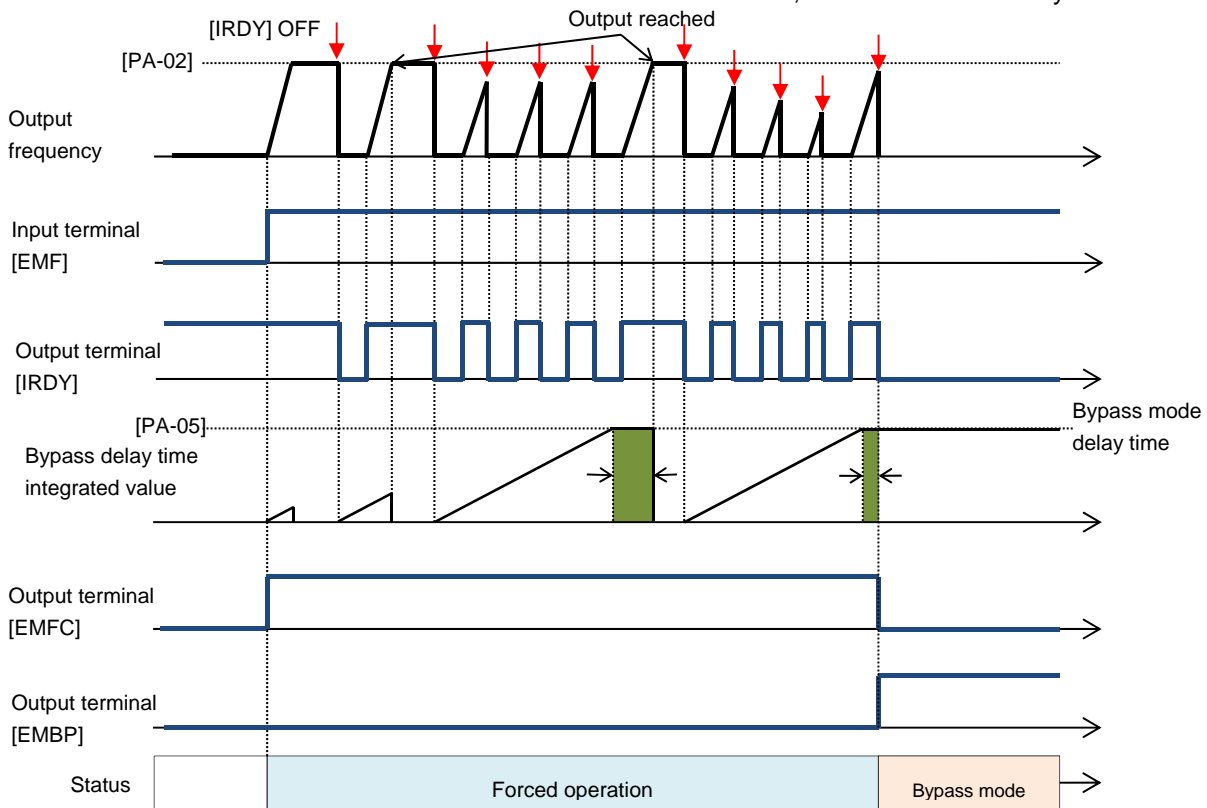 Output reached
[IRDY] OFF
[PA-02]
Output
frequency
Input terminal
[EMF]
Output terminal
[IRDY]
[PA-05]
Bypass mode
delay time
Bypass delay time
integrated value
Output terminal
[EMFC]
Output terminal
[EMBP]
Status
Forced operation
Bypass mode